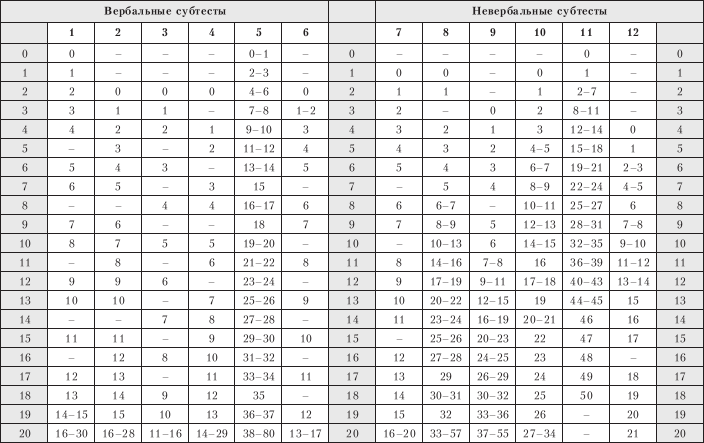 Вербальные субтесты Невербальные субтесты
1 2 3 4 5 6 7 8 9 10 11 12
0 0 – – – 0–1 – 0 – – – – 0 – 0
1 1 – – – 2–3 – 1 0 0 – 0 1 – 1
2 2 0 0 0 4–6 0 2 1 1 – 1 2–7 – 2
3 3 1 1 – 7–8 1–2 3 2 – 0 2 8–11 – 3
4 4 2 2 1 9–10 3 4 3 2 1 3 12–14 0 4
5 – 3 – 2 11–12 4 5 4 3 2 4–5 15–18 1 5
6 5 4 3 – 13–14 5 6 5 4 3 6–7 19–21 2–3 6
7 6 5 – 3 15 – 7 – 5 4 8–9 22–24 4–5 7
8 – – 4 4 16–17 6 8 6 6–7 – 10–11 25–27 6 8
9 7 6 – – 18 7 9 7 8–9 5 12–13 28–31 7–8 9
10 8 7 5 5 19–20 – 10 – 10–13 6 14–15 32–35 9–10 10
11 – 8 – 6 21–22 8 11 8 14–16 7–8 16 36–39 11–12 11
12 9 9 6 – 23–24 – 12 9 17–19 9–11 17–18 40–43 13–14 12
13 10 10 – 7 25–26 9 13 10 20–22 12–15 19 44–45 15 13
14 – – 7 8 27–28 – 14 11 23–24 16–19 20–21 46 16 14
15 11 11 – 9 29–30 10 15 – 25–26 20–23 22 47 17 15
16 – 12 8 10 31–32 – 16 12 27–28 24–25 23 48 – 16
17 12 13 – 11 33–34 11 17 13 29 26–29 24 49 18 17
18 13 14 9 12 35 – 18 14 30–31 30–32 25 50 19 18
19 14–15 15 10 13 36–37 12 19 15 32 33–36 26 – 20 19
20 16–30 16–28 11–16 14–29 38–80 13–17 20 16–20 33–57 37–55 27–34 – 21 20